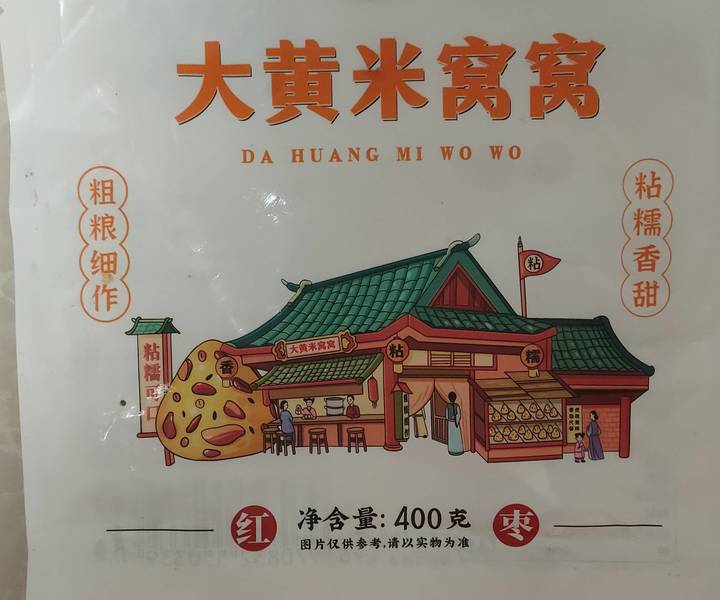 大黄米窝窝
DA HUANG MI WO WO
粗粮细作
粘糯香甜
粘
大黄米窝窝
香
粘
糯
粘糯可口
红
净含量:400克
枣
图片仅供参考,请以实物为准